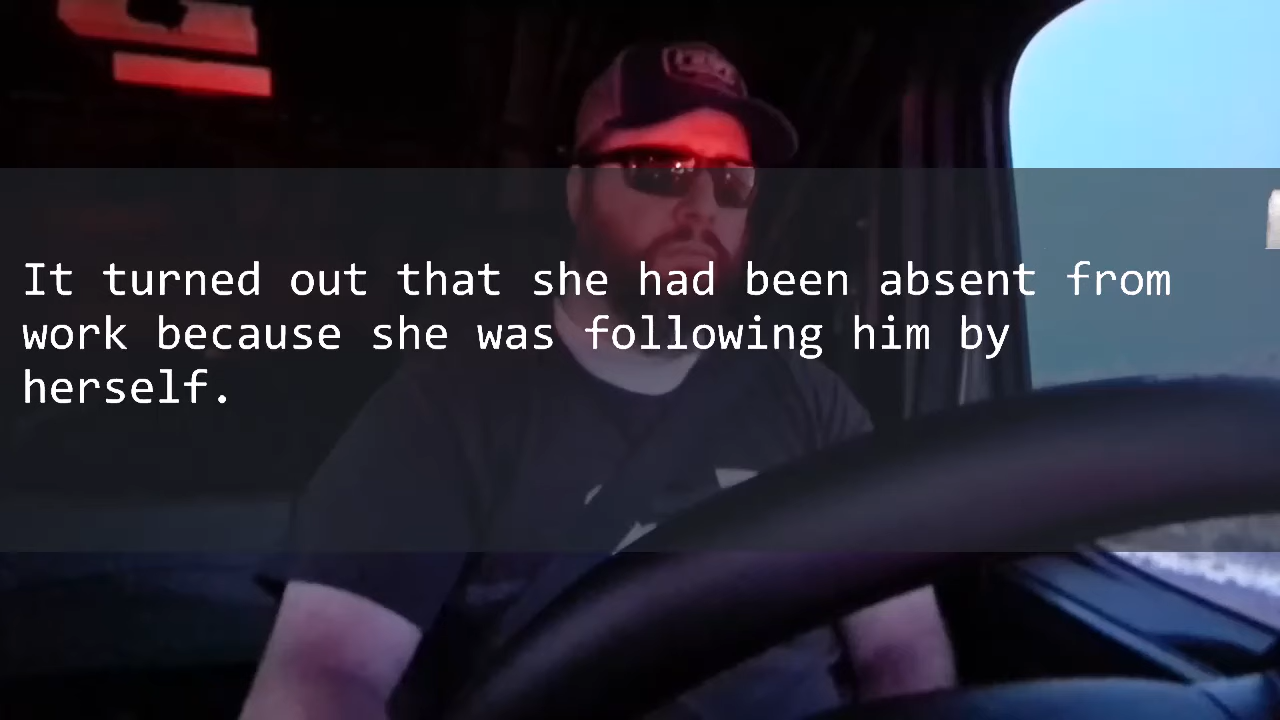 It turned out that she had been absent from
work because she was following him by
herself.